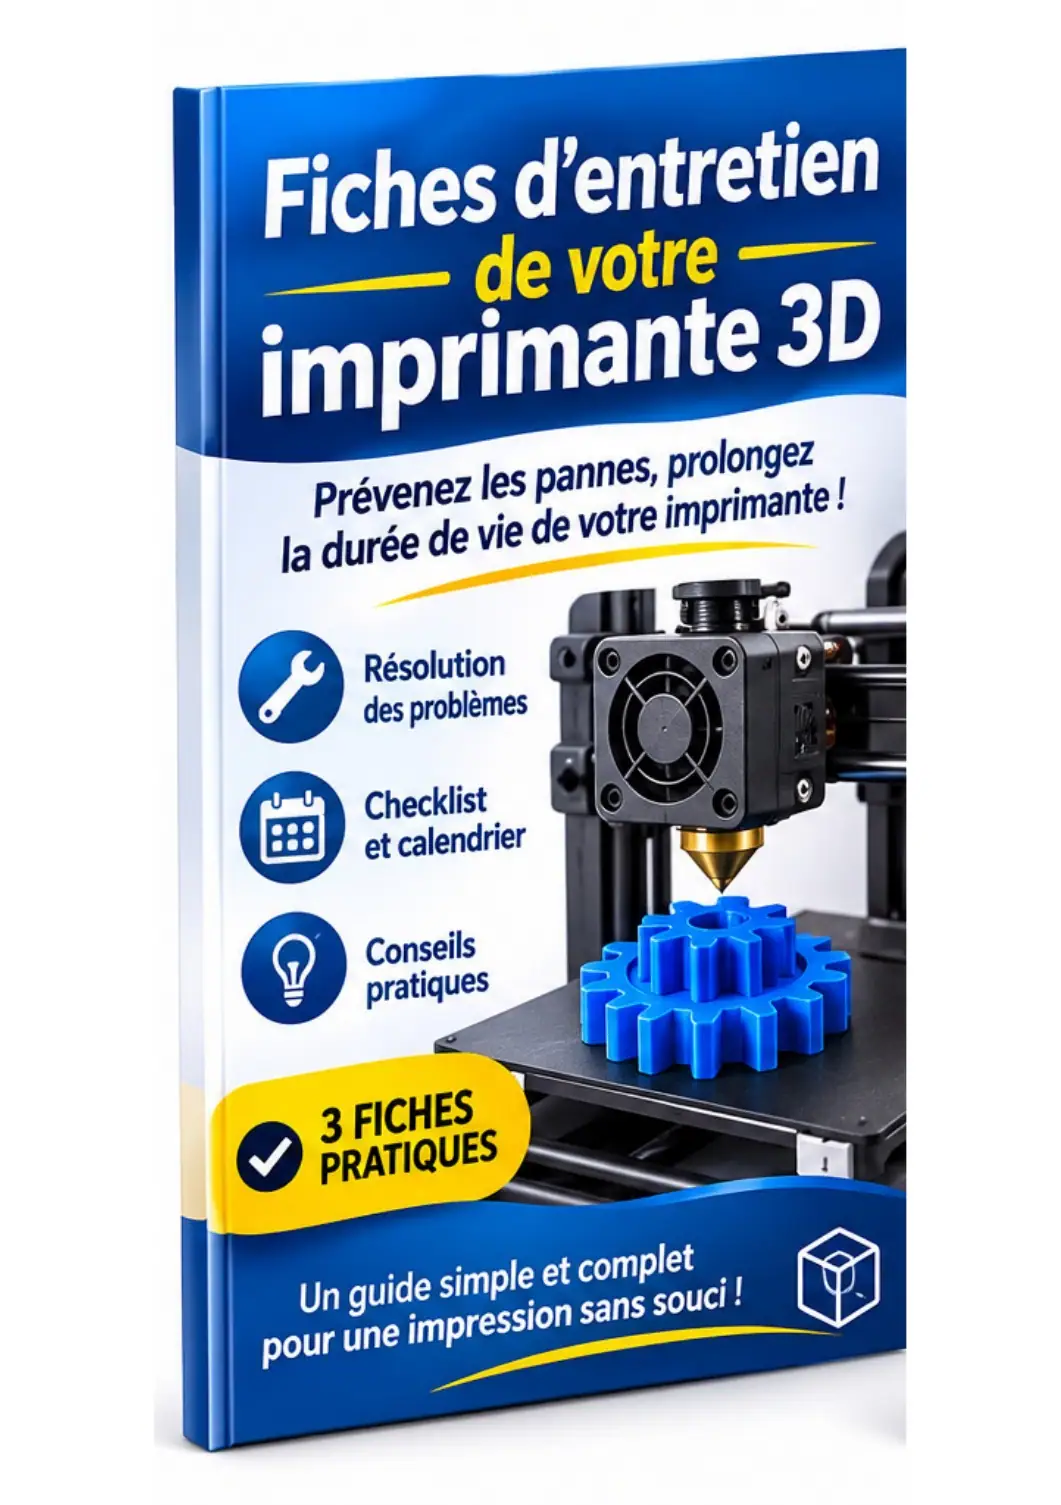 Fiches d'entretien
de votre
imprimante 3D
Prévenez les pannes, prolongez
la durée de vie de votre imprimante !
Résolution
des problèmes
Checklist
et calendrier
Conseils
pratiques
3 FICHES
PRATIQUES
Un guide simple et complet
pour une impression sans souci !